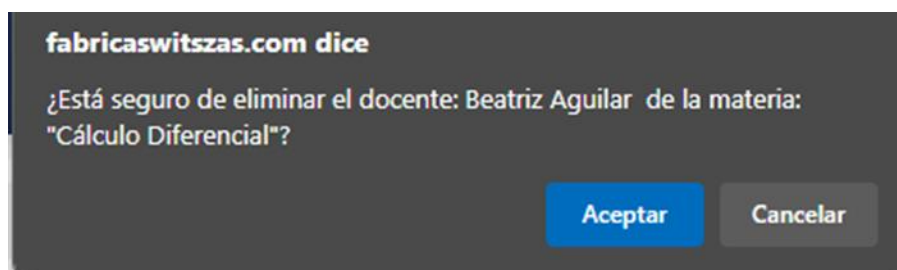 fabricaswitszas.com dice
¿Está seguro de eliminar el docente: Beatriz Aguilar de la materia:
"Cálculo Diferencial"?
Aceptar Cancelar